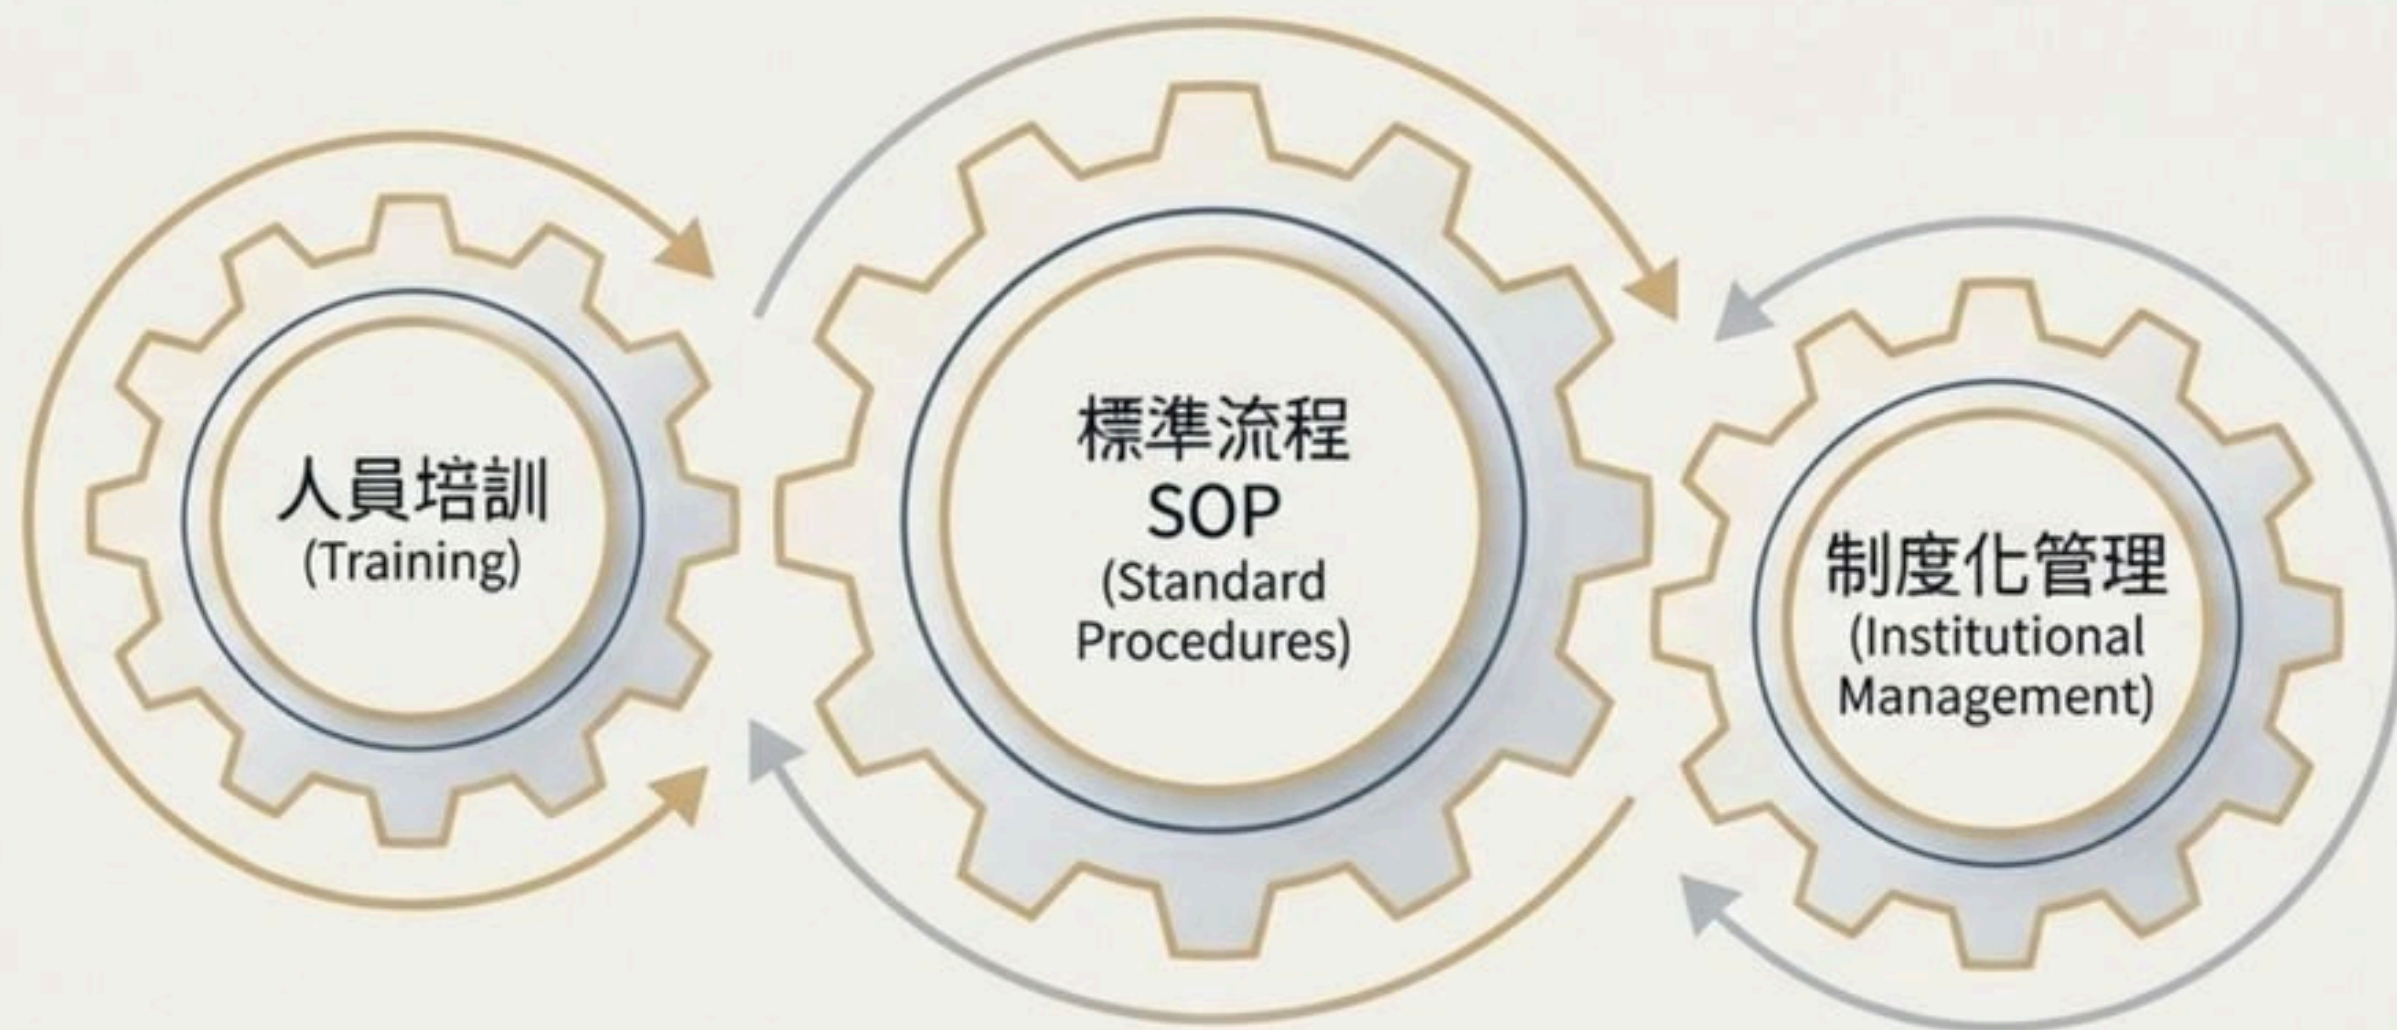 人員培訓
(Training)
標準流程
SOP
(Standard
Procedures)
制度化管理
(Institutional
Management)